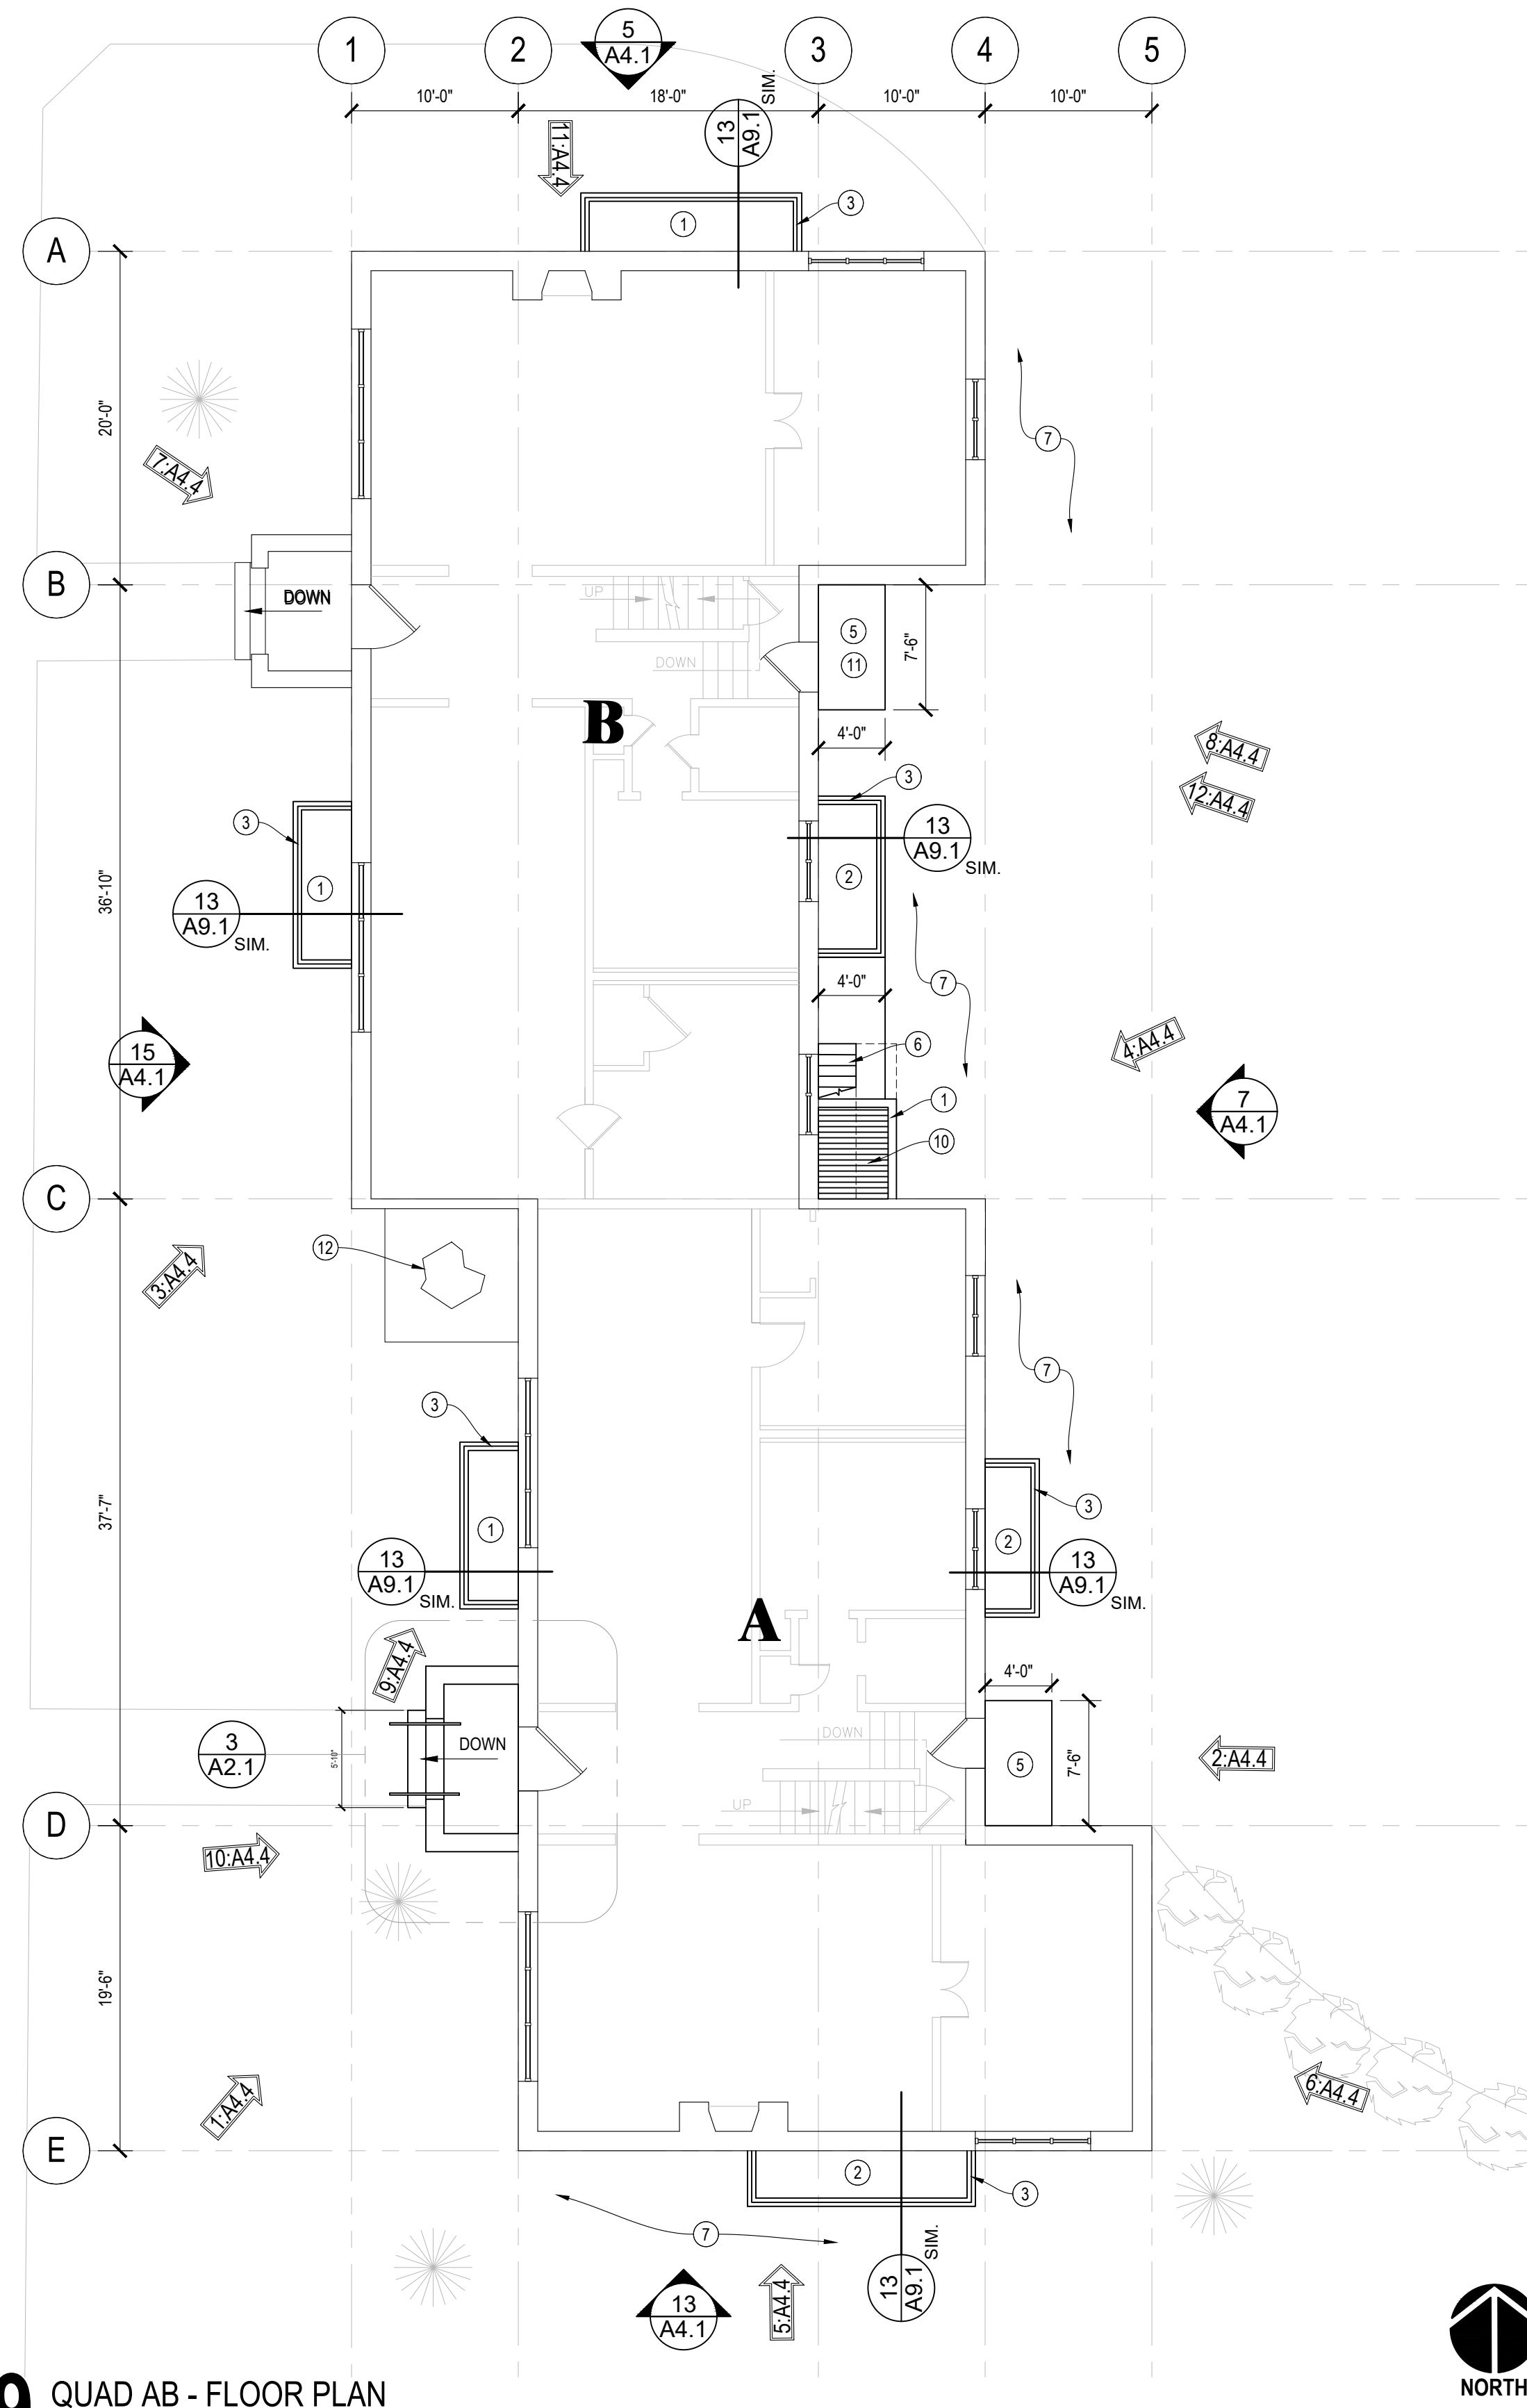 1
2
5
A4.1
3
4
5
10'-0"
18'-0"
10'-0"
10'-0"
SIM.
13
A9.1
11:A4.4
3
1
A
20'-0"
7
7:A4.4
B
DOWN
UP
5
11
7'-6"
DOWN
B
4'-0"
8:A4.4
12:A4.4
3
3
13
A9.1
SIM.
36'-10"
1
2
13
A9.1
SIM.
4'-0"
7
15
A4.1
6
4:A4.4
1
7
A4.1
10
C
12
3:A4.4
7
3
37'-7"
1
3
2
13
A9.1
SIM.
13
A9.1
SIM.
A
9:A4.4
4'-0"
3
A2.1
5'-10"
DOWN
DOWN
5
7'-6"
2:A4.4
UP
D
10:A4.4
19'-6"
1:A4.4
6:A4.4
E
2
3
7
SIM.
13
A9.1
13
A4.1
5:A4.4
NORTH
9 QUAD AB - FLOOR PLAN